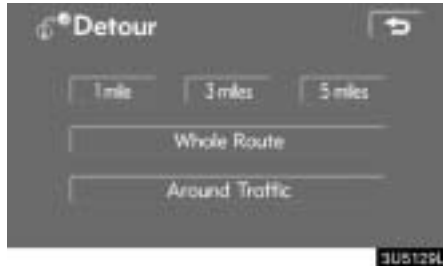 Detour
1 mile 3 miles 5 miles
Whole Route
Around Traffic
3U5129L